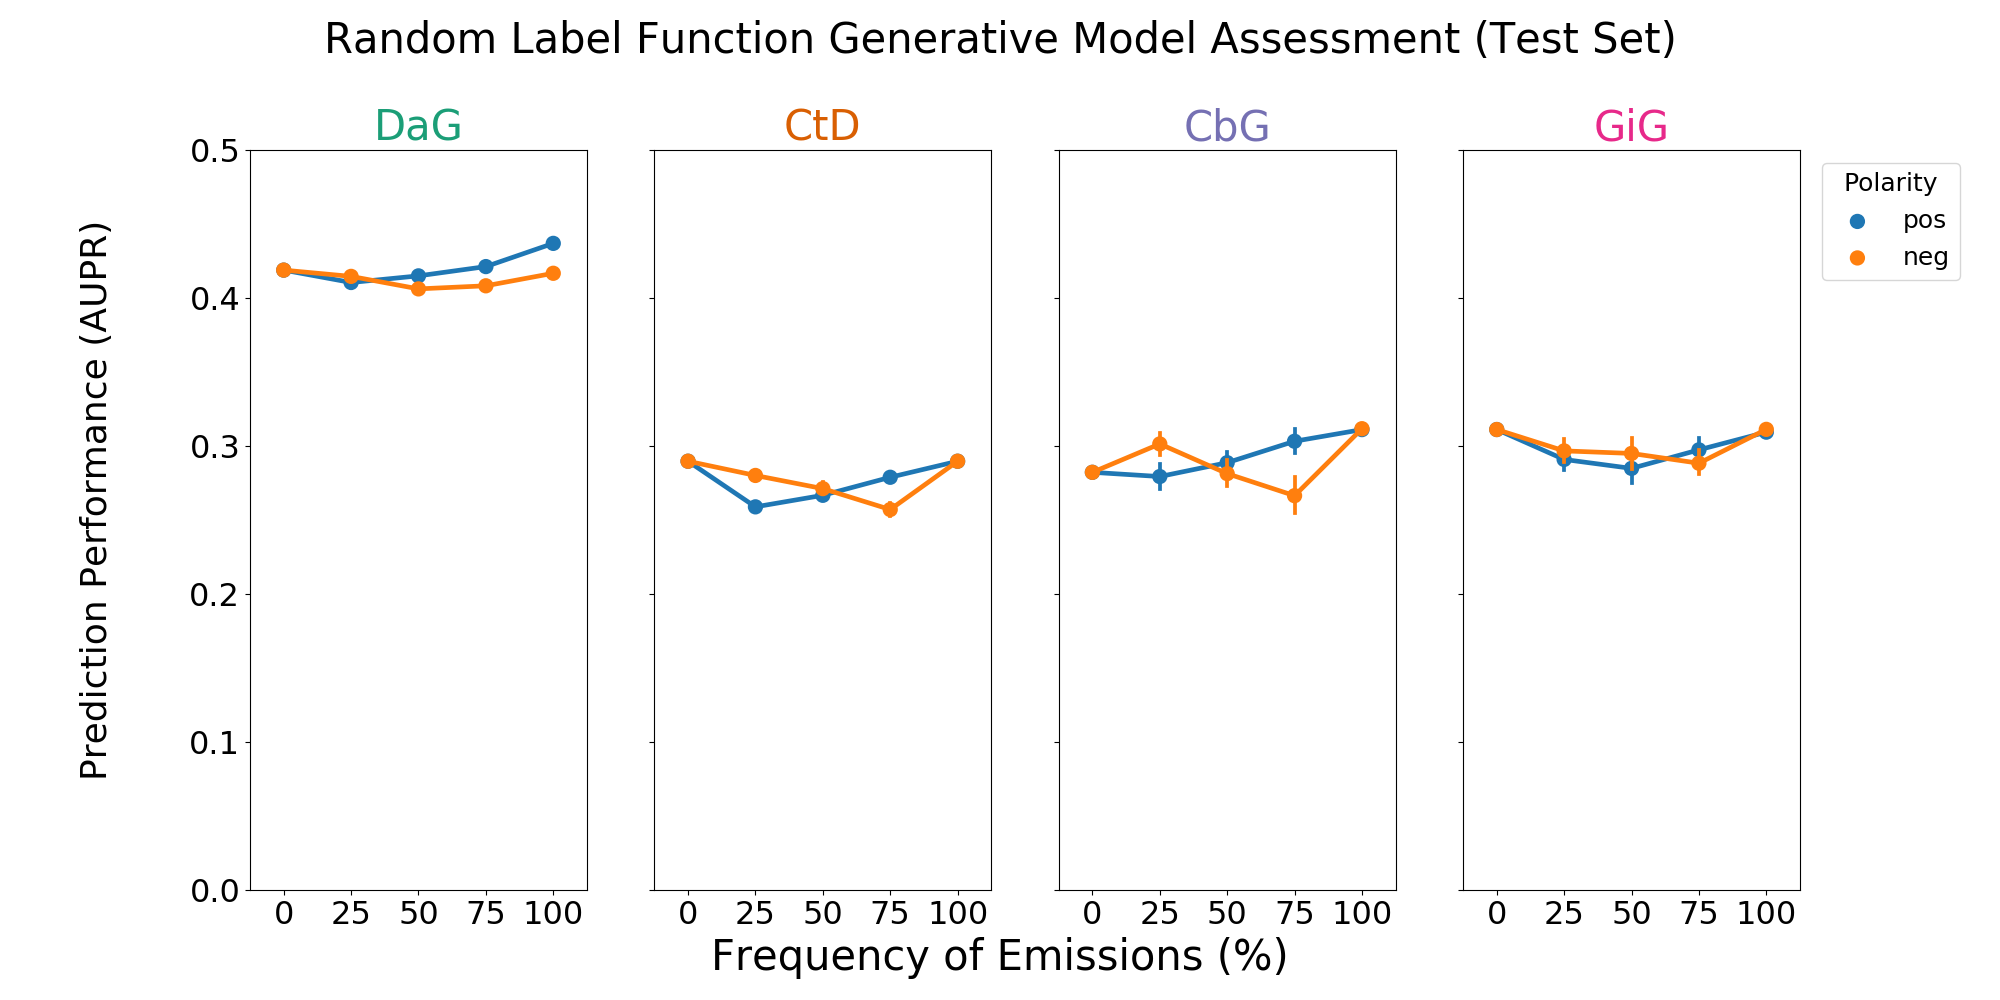 Random Label Function Generative Model Assessment (Test Set)
DaG
CtD
CbG
GiG
Prediction Performance (AUPR)
0.5
0.4
0.3
0.2
0.1
0.0
0 25 50 75 100
0 25 50 75 100
0 25 50 75 100
0 25 50 75 100
Frequency of Emissions (%)
Polarity
pos
neg